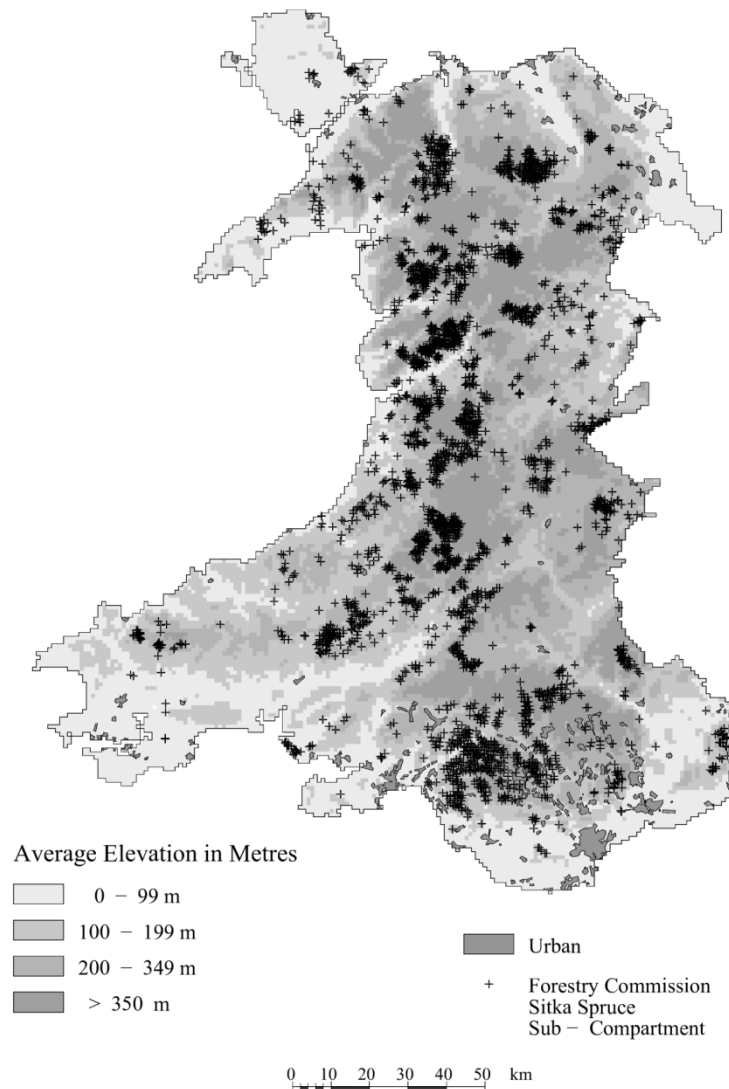 Average Elevation in Metres
0 − 99 m
100 − 199 m
200 − 349 m
> 350 m
Urban
+ Forestry Commission
Sitka Spruce
Sub − Compartment
0 10 20 30 40 50 km